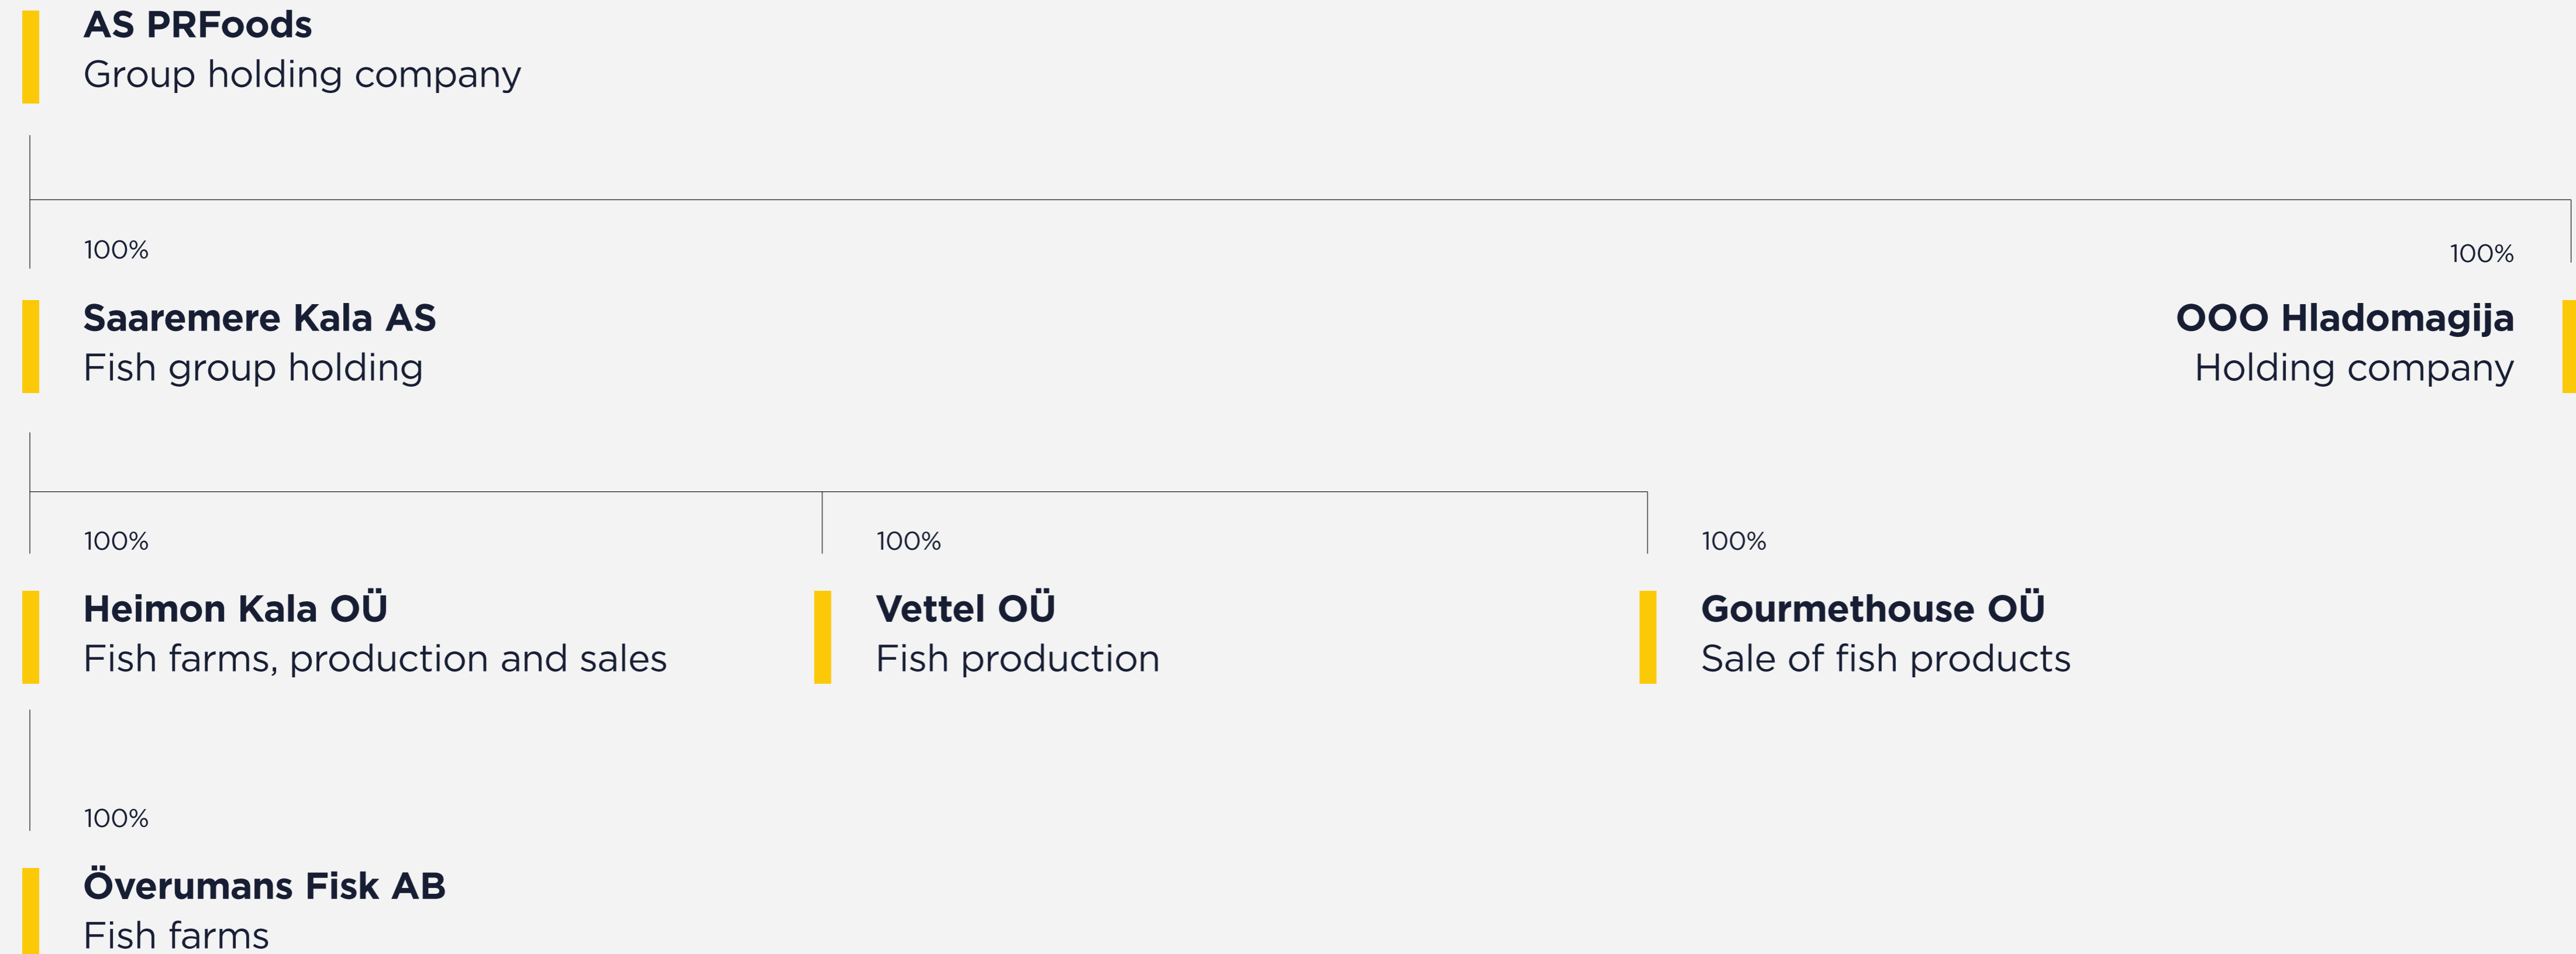 AS PRFoods
Group holding company
100%
100%
Saaremere Kala AS
Fish group holding
OOO Hladomagija
Holding company
100%
100%
100%
Heimon Kala OÜ
Fish farms, production and sales
Vettel OÜ
Fish production
Gourmethouse OÜ
Sale of fish products
100%
Överumans Fisk AB
Fish farms